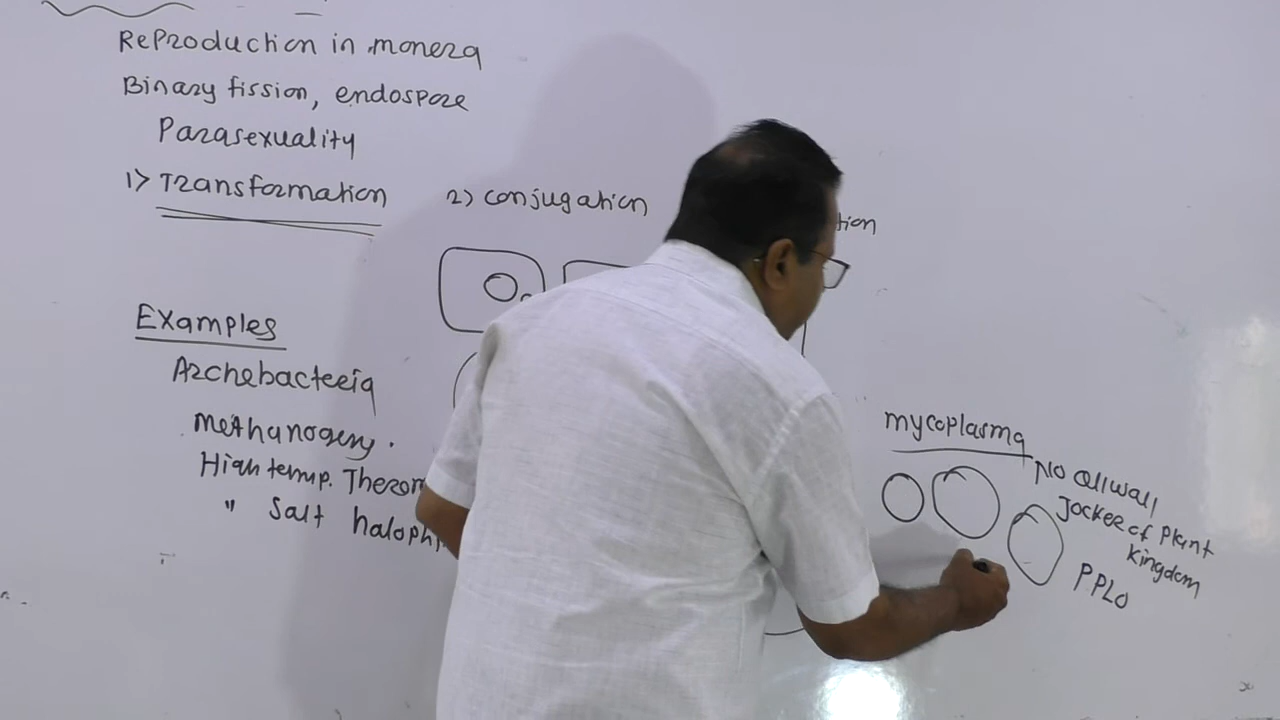 Reproduction in monera
Binary fission, endospore
Parasexuality
1) Transformation
2) conjugation
tion
Examples
Archebacteria
methanogens.
High temp. Thermo
" Salt haloph
mycoplasma
No cellwall
Jocker of Plant
kingdom
PPLO